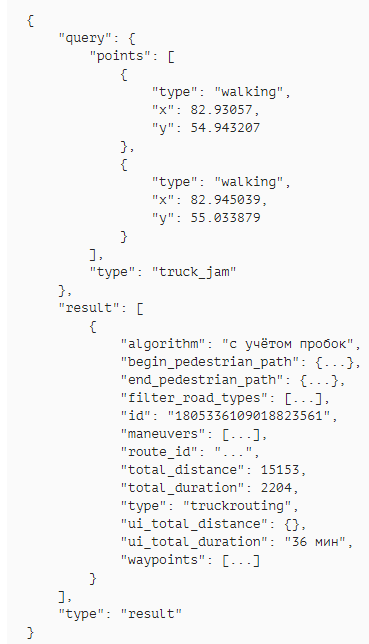 {
    "query": {
        "points": [
            {
                "type": "walking",
                "x": 82.93057,
                "y": 54.943207
            },
            {
                "type": "walking",
                "x": 82.945039,
                "y": 55.033879
            }
        ],
        "type": "truck_jam"
    },
    "result": [
        {
            "algorithm": "с учётом пробок",
            "begin_pedestrian_path": {...},
            "end_pedestrian_path": {...},
            "filter_road_types": [...],
            "id": "1805336109018823561",
            "maneuvers": [...],
            "route_id": "...",
            "total_distance": 15153,
            "total_duration": 2204,
            "type": "truckrouting",
            "ui_total_distance": {},
            "ui_total_duration": "36 мин",
            "waypoints": [...]
        }
    ],
    "type": "result"
}